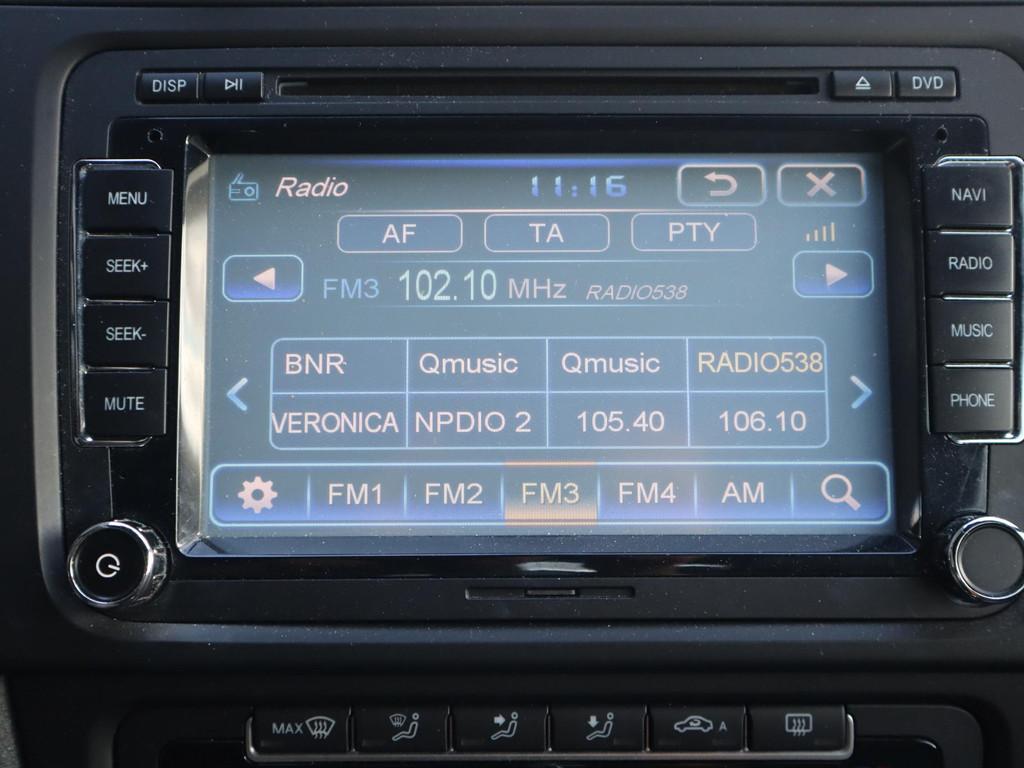 DISP DVD
MENU Radio 11:16 NAVI
AF TA PTY
SEEK+ RADIO
FM3 102.10 MHz RADIO538
SEEK- MUSIC
BNR Qmusic Qmusic RADIO538
MUTE PHONE
VERONICA NPDIO 2 105.40 106.10
FM1 FM2 FM3 FM4 AM
MAX A